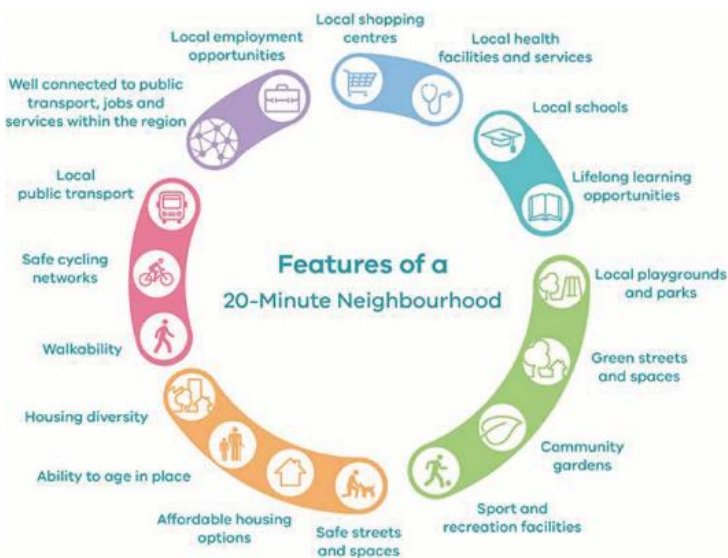 Features of a
20-Minute Neighbourhood
Local shopping
centres
Local health
facilities and services
Local schools
Lifelong learning
opportunities
Local playgrounds
and parks
Green streets
and spaces
Community
gardens
Sport and
recreation facilities
Safe streets
and spaces
Affordable housing
options
Ability to age in place
Housing diversity
Walkability
Safe cycling
networks
Local
public transport
Well connected to public
transport, jobs and
services within the region
Local employment
opportunities